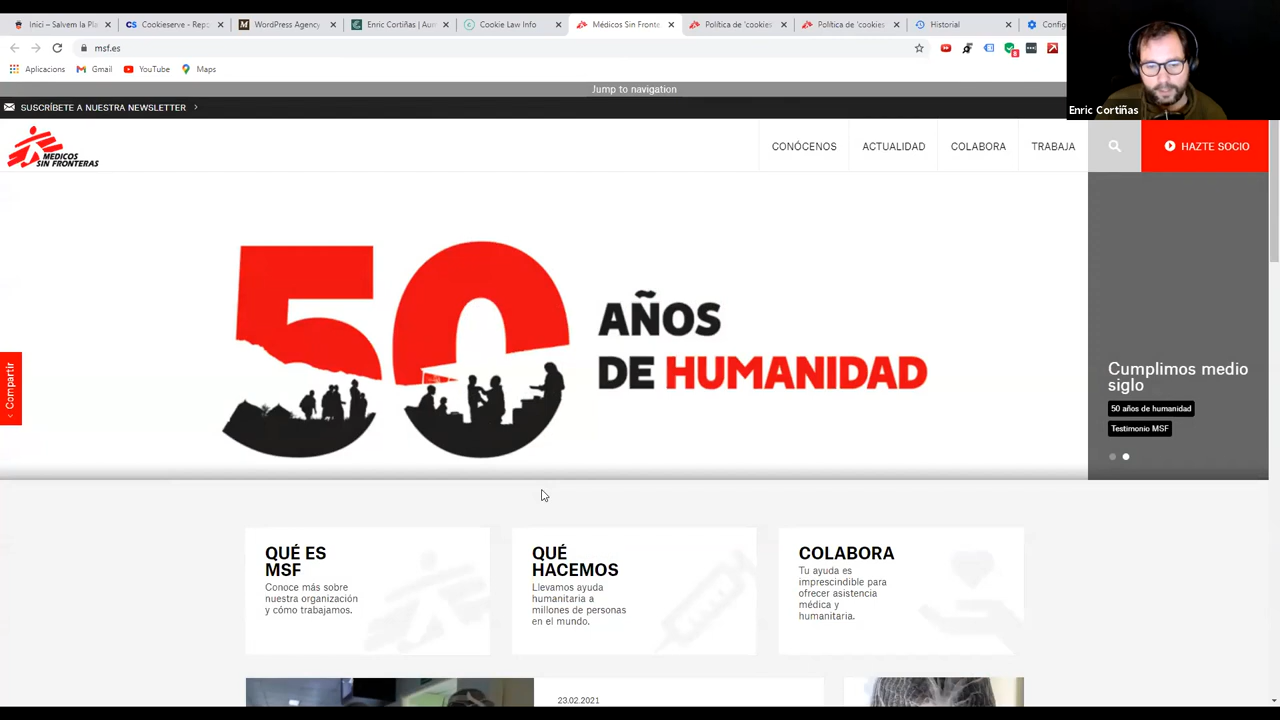 Inici – Salvem la Pla
Cookieserve - Rep
WordPress Agency
Enric Cortiñas | Aur
Cookie Law Info
Médicos Sin Fronte
Política de 'cookies
Política de 'cookies
Historial
Config
msf.es
8
Aplicacions
Gmail
YouTube
Maps
Enric Cortiñas
Jump to navigation
SUSCRÍBETE A NUESTRA NEWSLETTER
MEDICOS
SIN FRONTERAS
CONÓCENOS
ACTUALIDAD
COLABORA
TRABAJA
HAZTE SOCIO
50 AÑOS
DE HUMANIDAD
Compartir
Cumplimos medio
siglo
50 años de humanidad
Testimonio MSF
QUÉ ES
MSF
Conoce más sobre
nuestra organización
y cómo trabajamos.
QUÉ
HACEMOS
Llevamos ayuda
humanitaria a
millones de personas
en el mundo.
COLABORA
Tu ayuda es
imprescindible para
ofrecer asistencia
médica y
humanitaria.
23.02.2021